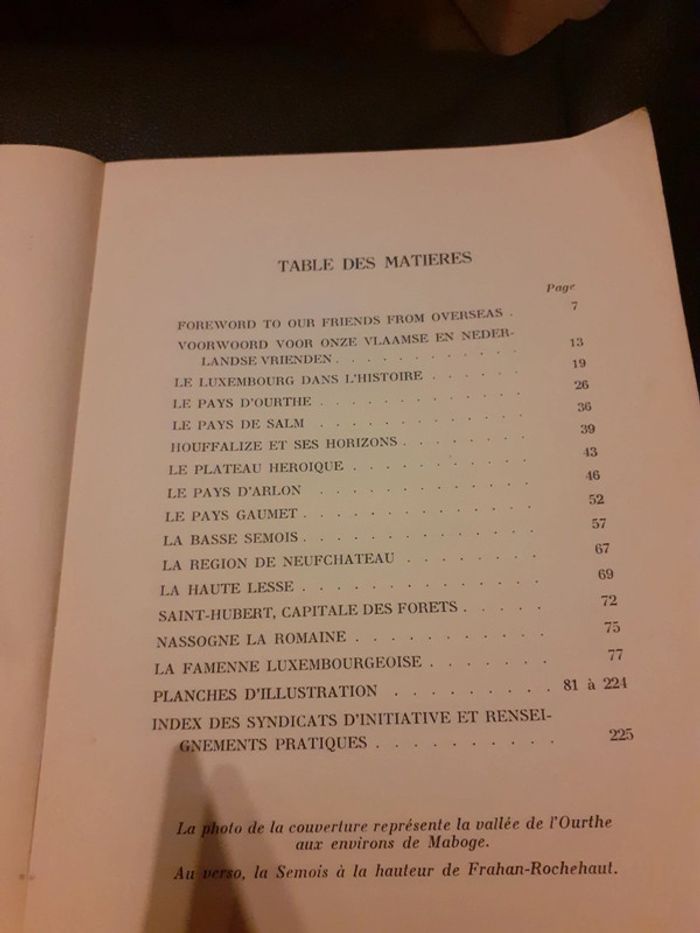 TABLE DES MATIERES
Page
FOREWORD TO OUR FRIENDS FROM OVERSEAS . 7
VOORWOORD VOOR ONZE VLAAMSE EN NEDER-
LANDSE VRIENDEN . . . . . . . . . . 13
LE LUXEMBOURG DANS L'HISTOIRE . . . . . 19
LE PAYS D'OURTHE . . . . . . . . . . 26
LE PAYS DE SALM . . . . . . . . . . 36
HOUFFALIZE ET SES HORIZONS . . . . . . . 39
LE PLATEAU HEROIQUE . . . . . . . . . 43
LE PAYS D'ARLON . . . . . . . . . . 46
LE PAYS GAUMET . . . . . . . . . . . 52
LA BASSE SEMOIS . . . . . . . . . . . 57
LA REGION DE NEUFCHATEAU . . . . . . 67
LA HAUTE LESSE . . . . . . . . . . . 69
SAINT-HUBERT, CAPITALE DES FORETS . . . . . 72
NASSOGNE LA ROMAINE . . . . . . . . . 75
LA FAMENNE LUXEMBOURGEOISE . . . . . . 77
PLANCHES D'ILLUSTRATION . . . . . . . . 81 à 224
INDEX DES SYNDICATS D'INITIATIVE ET RENSEI-
GNEMENTS PRATIQUES . . . . . . . . . 225
La photo de la couverture représente la vallée de l'Ourthe
aux environs de Maboge.
Au verso, la Semois à la hauteur de Frahan-Rochehaut.